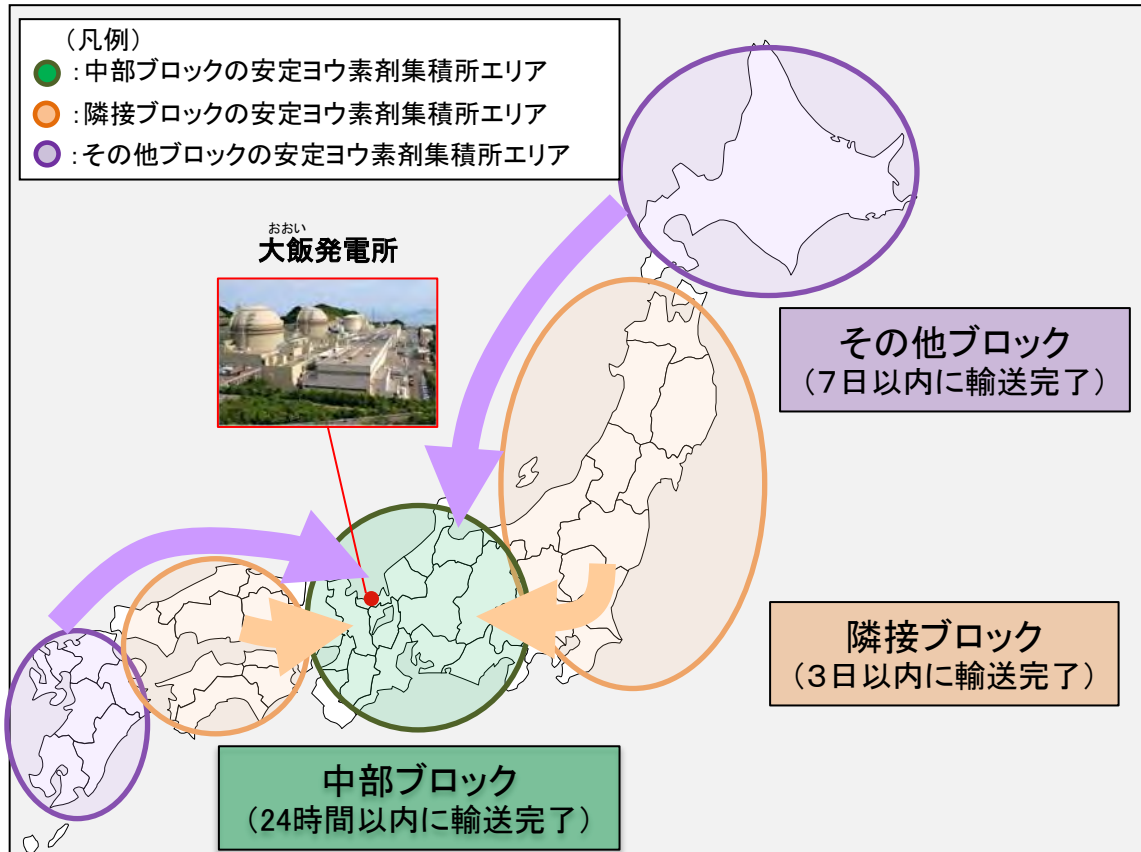 （凡例）
：中部ブロックの安定ヨウ素剤集積所エリア
：隣接ブロックの安定ヨウ素剤集積所エリア
：その他ブロックの安定ヨウ素剤集積所エリア
おおい
大飯発電所
その他ブロック
（７日以内に輸送完了）
隣接ブロック
（３日以内に輸送完了）
中部ブロック
（24時間以内に輸送完了）